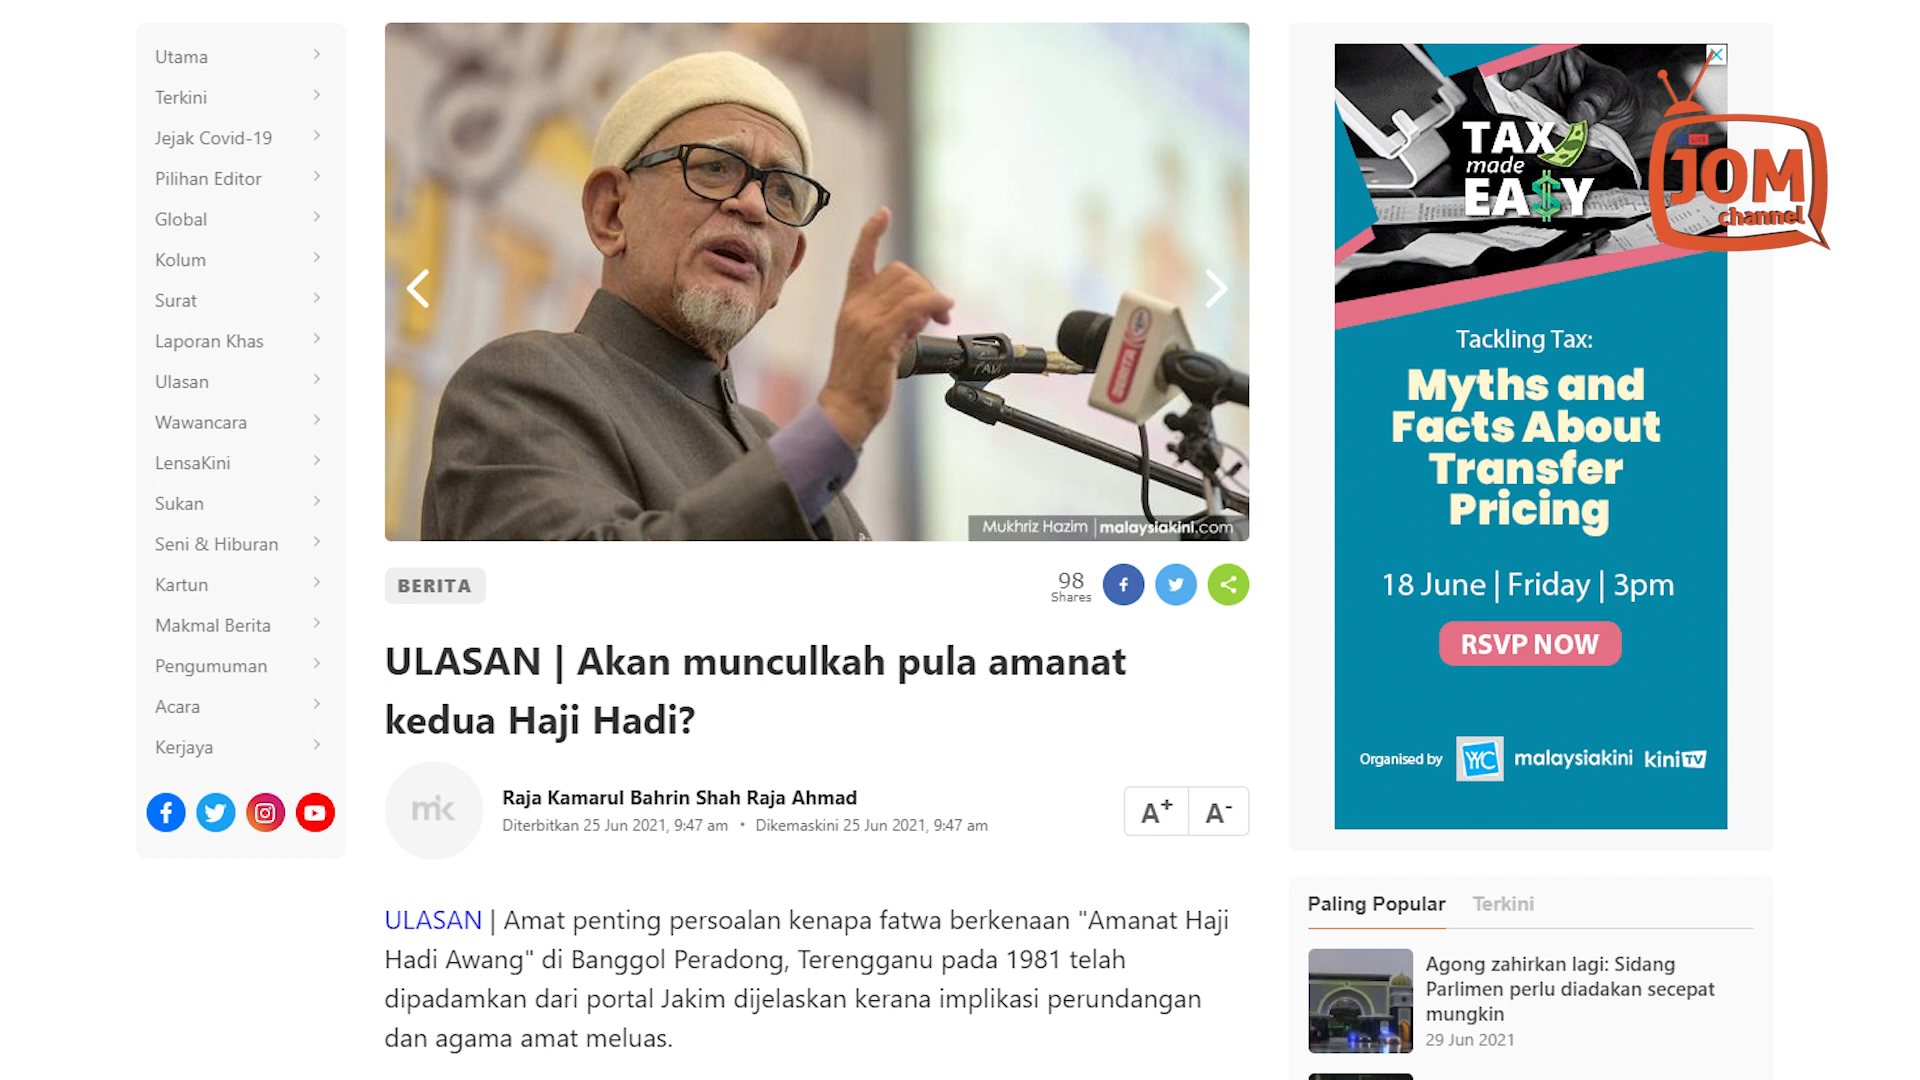 Utama
Terkini
Jejak Covid-19
Pilihan Editor
Global
Kolum
Surat
Laporan Khas
Ulasan
Wawancara
LensaKini
Sukan
Seni & Hiburan
Kartun
Makmal Berita
Pengumuman
Acara
Kerjaya
BERITA
Mukhriz Hazim | malaysiakini.com
BERITA
98
Shares
ULASAN | Akan munculkah pula amanat
kedua Haji Hadi?
mk
Raja Kamarul Bahrin Shah Raja Ahmad
Diterbitkan 25 Jun 2021, 9:47 am • Dikemaskini 25 Jun 2021, 9:47 am
A+ A-
ULASAN | Amat penting persoalan kenapa fatwa berkenaan "Amanat Haji
Hadi Awang" di Banggol Peradong, Terengganu pada 1981 telah
dipadamkan dari portal Jakim dijelaskan kerana implikasi perundangan
dan agama amat meluas.
TAX
made
EA$Y
LIVE
JOM
channel
Tackling Tax:
Myths and
Facts About
Transfer
Pricing
18 June | Friday | 3pm
RSVP NOW
Organised by YYC malaysiakini kini TV
Paling Popular Terkini
Agong zahirkan lagi: Sidang
Parlimen perlu diadakan secepat
mungkin
29 Jun 2021